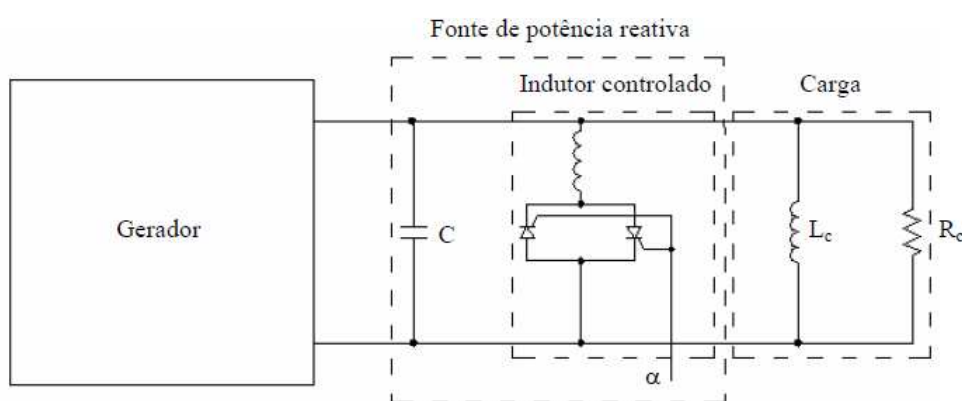 Fonte de potência reativa
Indutor controlado
Carga
Gerador
C
Lc
Rc
α